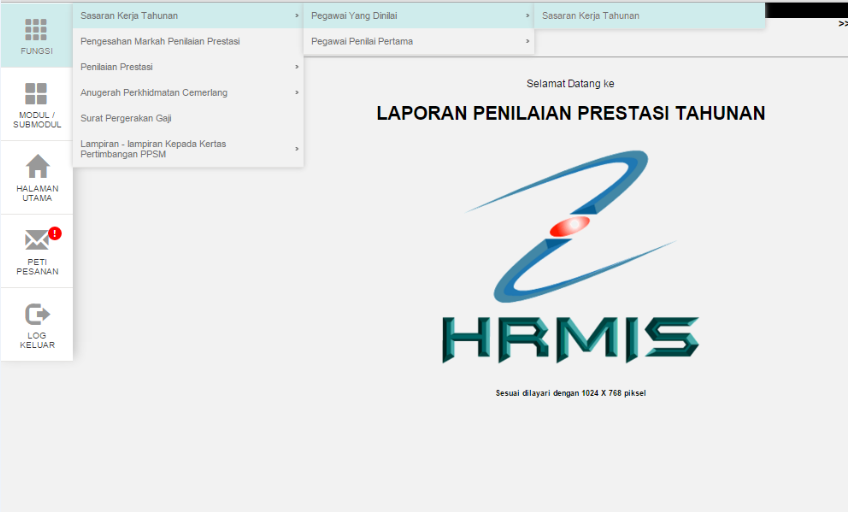 FUNGSI
MODUL /
SUBMODUL
HALAMAN
UTAMA
!
PETI
PESANAN
LOG
KELUAR
Sasaran Kerja Tahunan ›
Pengesahan Markah Penilaian Prestasi
Penilaian Prestasi ›
Anugerah Perkhidmatan Cemerlang ›
Surat Pergerakan Gaji
Lampiran - lampiran Kepada Kertas ›
Pertimbangan PPSM
Pegawai Yang Dinilai ›
Pegawai Penilai Pertama ›
Sasaran Kerja Tahunan
>>
Selamat Datang ke
LAPORAN PENILAIAN PRESTASI TAHUNAN
HRMIS
Sesuai dilayari dengan 1024 X 768 piksel